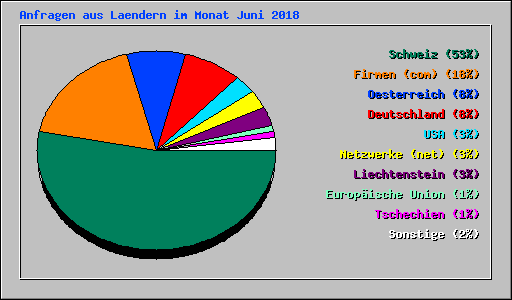 Anfragen aus Laendern im Monat Juni 2018
Schweiz (53%)
Firmen (com) (18%)
Oesterreich (8%)
Deutschland (8%)
USA (3%)
Netzwerke (net) (3%)
Liechtenstein (3%)
Europäische Union (1%)
Tschechien (1%)
Sonstige (2%)